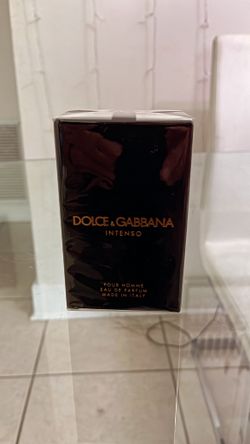 DOLCE & GABBANA
INTENSO
POUR HOMME
EAU DE PARFUM
MADE IN ITALY